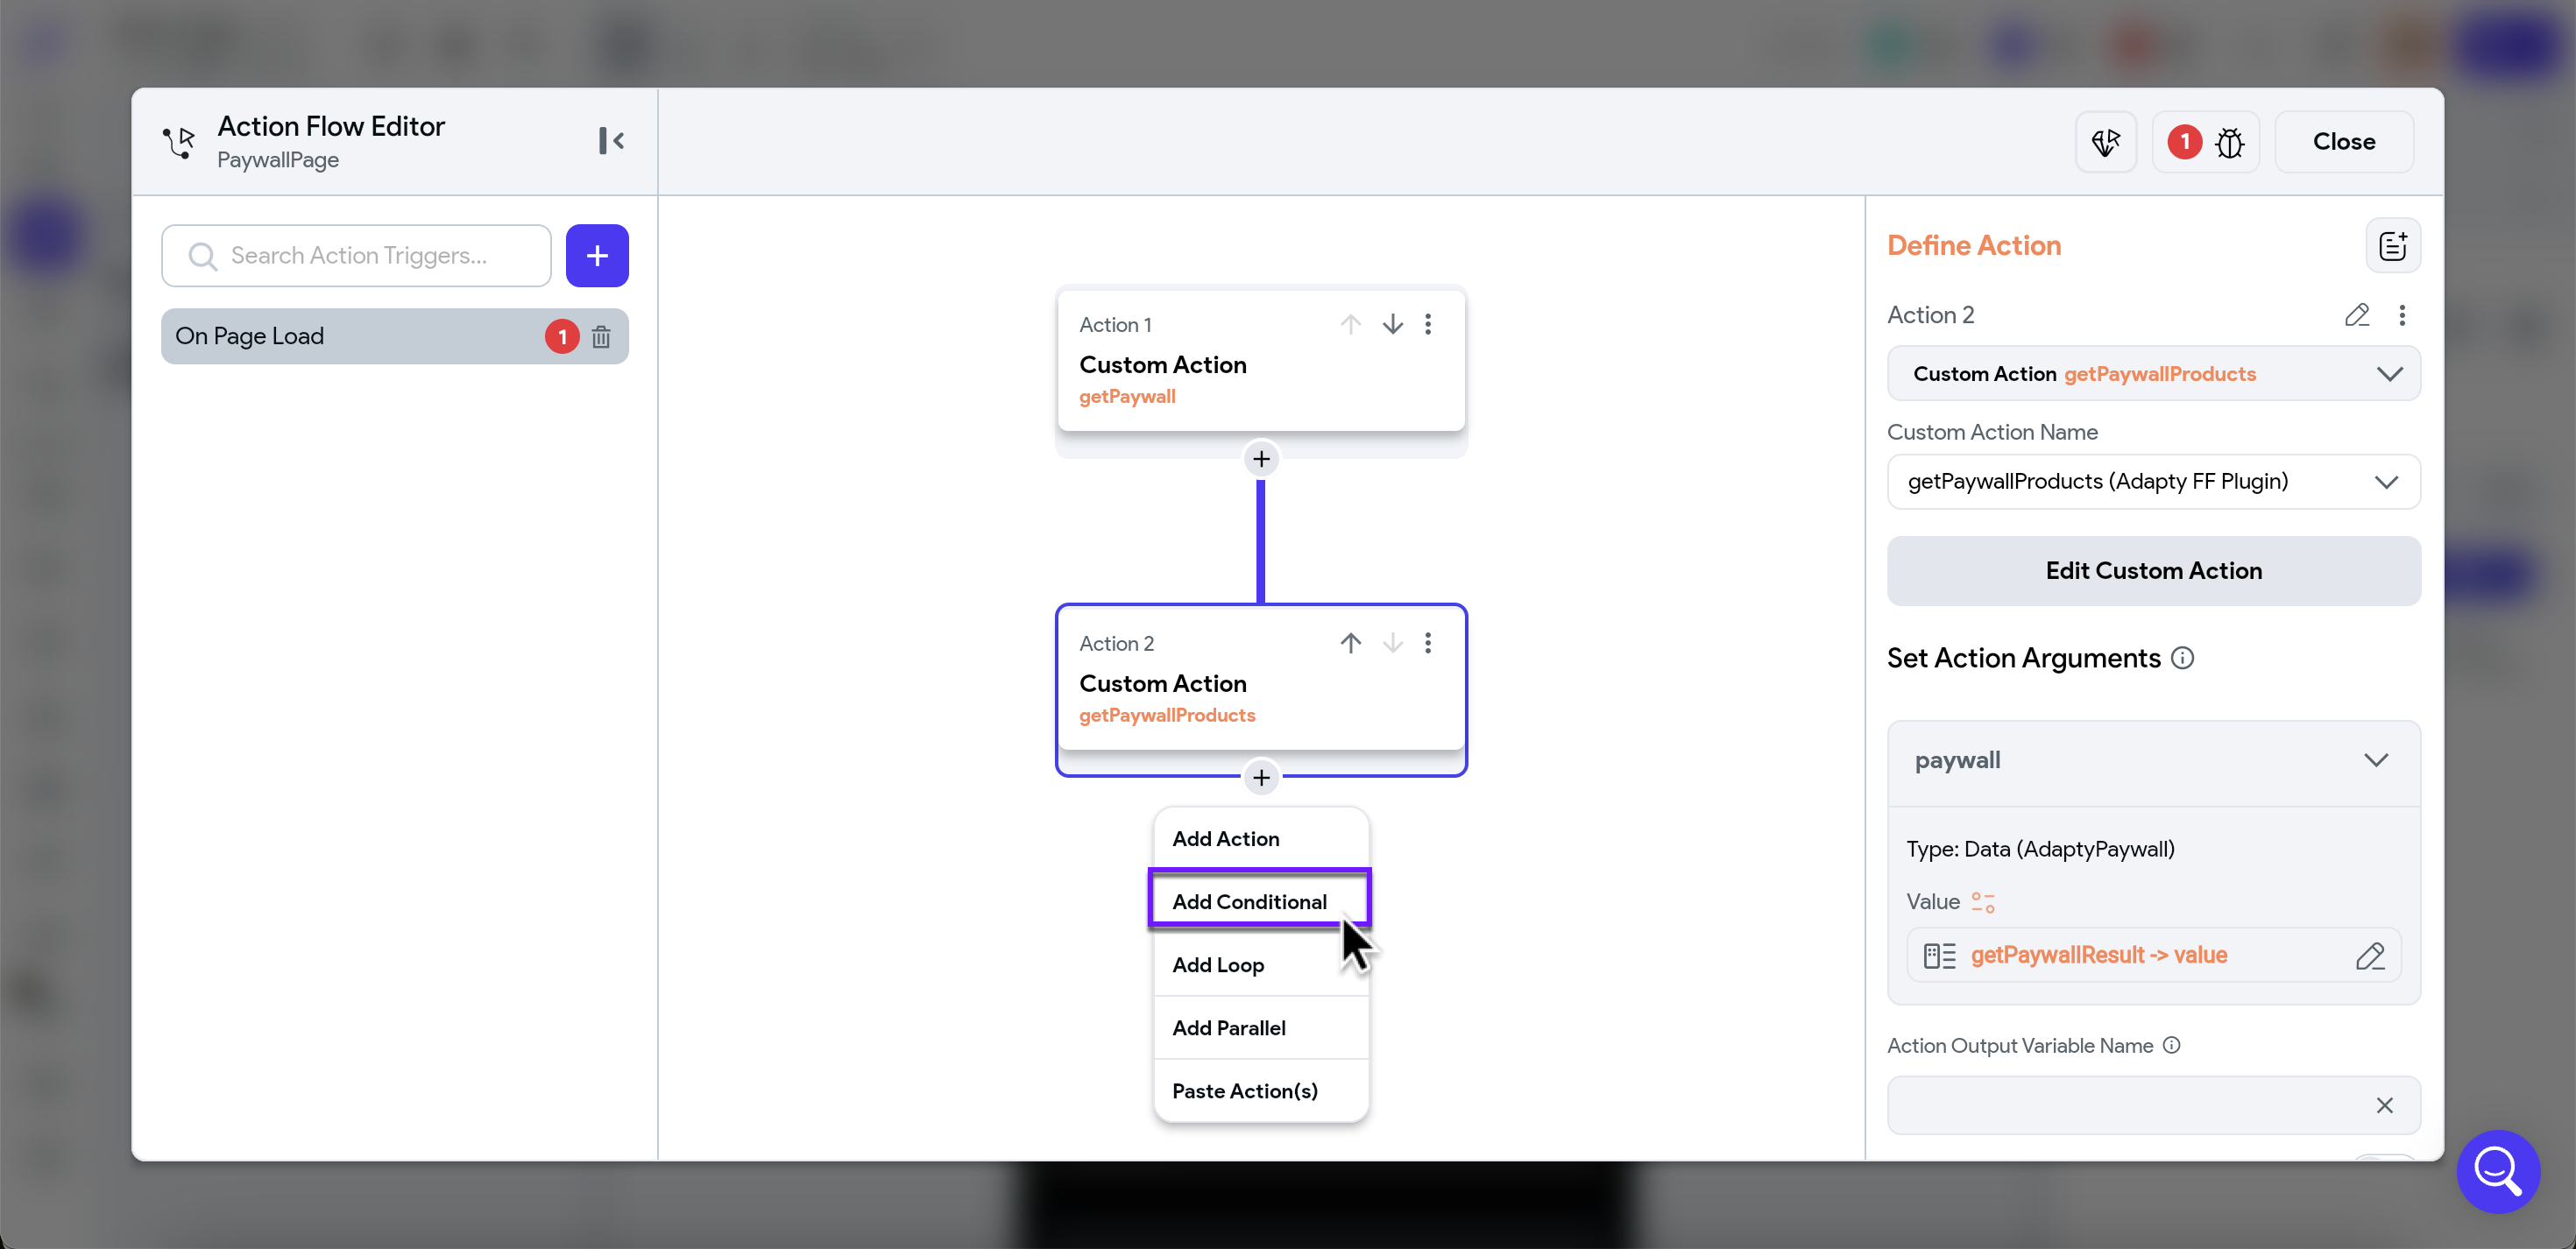 Action Flow Editor
PaywallPage
1
Close
Search Action Triggers...
On Page Load
1
Action 1
Custom Action
getPaywall
Action 2
Custom Action
getPaywallProducts
Add Action
Add Conditional
Add Loop
Add Parallel
Paste Action(s)
Define Action
Action 2
Custom Action getPaywallProducts
Custom Action Name
getPaywallProducts (Adapty FF Plugin)
Edit Custom Action
Set Action Arguments
paywall
Type: Data (AdaptyPaywall)
Value
getPaywallResult -> value
Action Output Variable Name